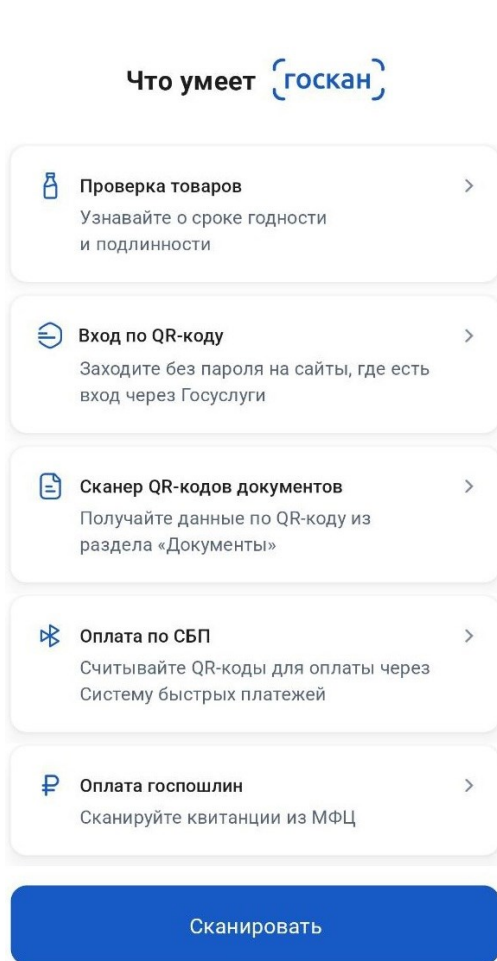 Что умеет госкан
Проверка товаров
Узнавайте о сроке годности
и подлинности
Вход по QR-коду
Заходите без пароля на сайты, где есть
вход через Госуслуги
Сканер QR-кодов документов
Получайте данные по QR-коду из
раздела «Документы»
Оплата по СБП
Считывайте QR-коды для оплаты через
Систему быстрых платежей
Оплата госпошлин
Сканируйте квитанции из МФЦ
Сканировать